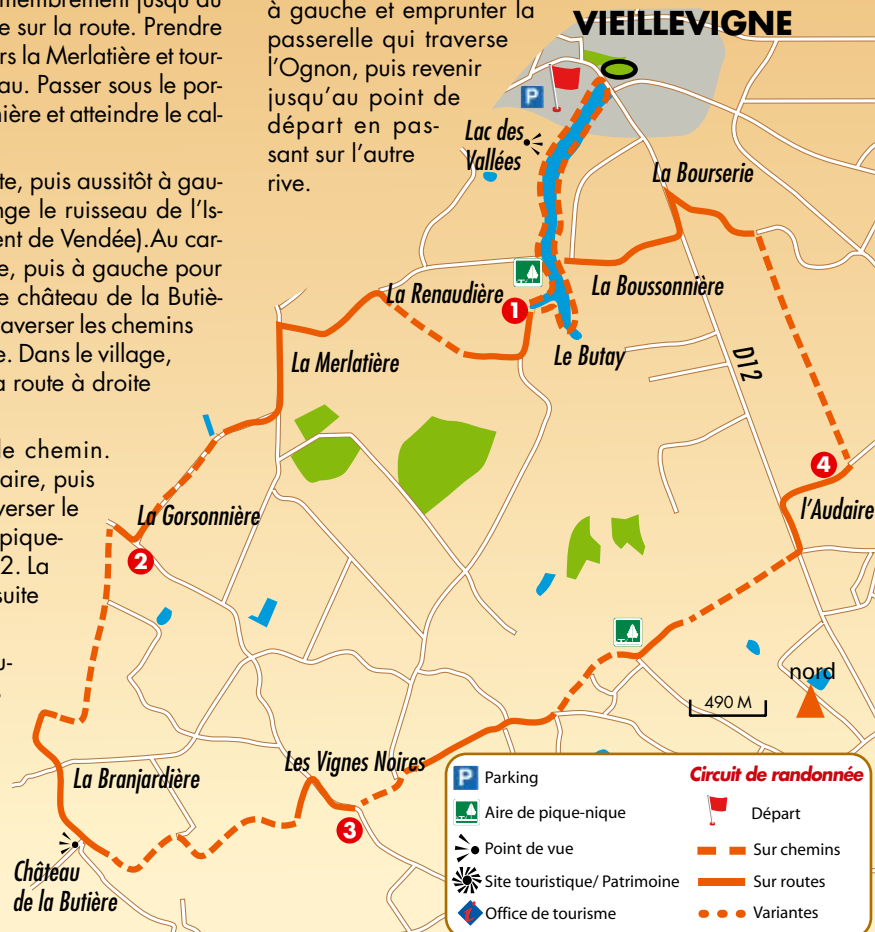 membrement jusqu'au
e sur la route. Prendre
rs la Merlatière et tour-
au. Passer sous le por-
nière et atteindre le cal-
te, puis aussitôt à gau-
nge le ruisseau de l'Is-
ent de Vendée).Au car-
e, puis à gauche pour
e château de la Butiè-
raverser les chemins
e. Dans le village,
a route à droite
le chemin.
aire, puis
verser le
pique-
2. La
suite
u-
à gauche et emprunter la
passerelle qui traverse
l'Ognon, puis revenir
jusqu'au point de
départ en pas-
sant sur l'autre
rive.
VIEILLEVIGNE
P
Lac des
Vallées
La Bourserie
La Renaudière
1
La Boussonnière
Le Butay
La Merlatière
D12
4
l'Audaire
La Gorsonnière
2
nord
490 M
La Branjardière
Les Vignes Noires
3
Château
de la Butière
P Parking
Aire de pique-nique
Point de vue
Site touristique/ Patrimoine
i Office de tourisme
Circuit de randonnée
Départ
Sur chemins
Sur routes
Variantes